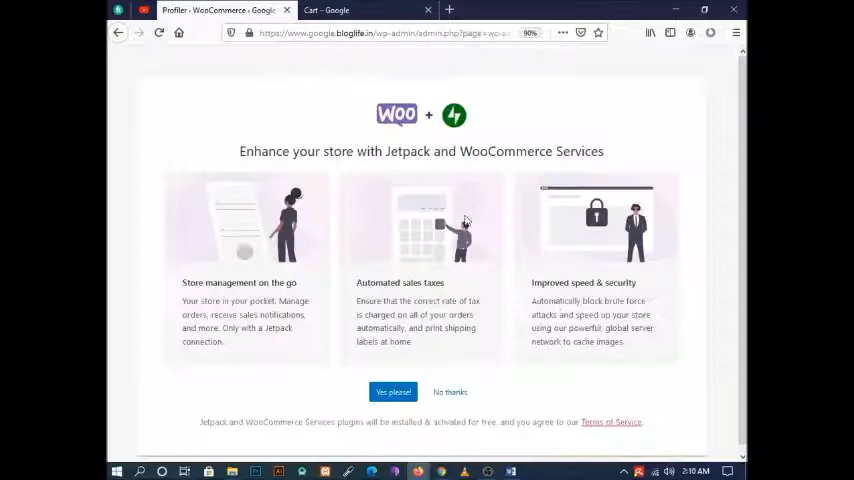 Profiler ‹ WooCommerce ‹ Google
Cart – Google
https://www.google.bloglife.in/wp-admin/admin.php?page=wc-ac
90%
WOO +
Enhance your store with Jetpack and WooCommerce Services
Store management on the go
Your store in your pocket: Manage
orders, receive sales notifications,
and more. Only with a Jetpack
connection.
Automated sales taxes
Ensure that the correct rate of tax
is charged on all of your orders
automatically, and print shipping
labels at home.
Improved speed & security
Automatically block brute force
attacks and speed up your store
using our powerful, global server
network to cache images.
Yes please!
No thanks
Jetpack and WooCommerce Services plugins will be installed & activated for free, and you agree to our Terms of Service.
2:10 AM